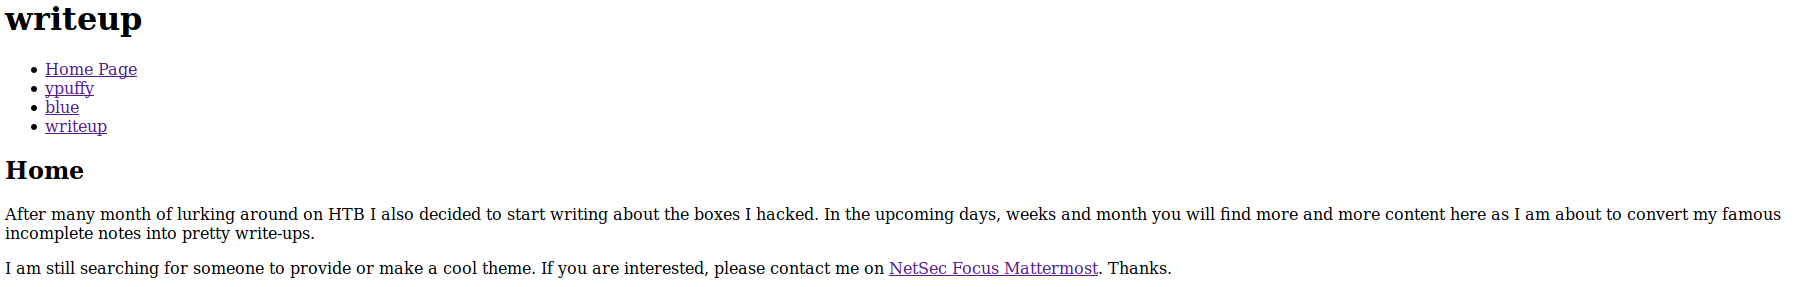 writeup
Home Page
ypuffy
blue
writeup
Home
After many month of lurking around on HTB I also decided to start writing about the boxes I hacked. In the upcoming days, weeks and month you will find more and more content here as I am about to convert my famous
incomplete notes into pretty write-ups.
I am still searching for someone to provide or make a cool theme. If you are interested, please contact me on NetSec Focus Mattermost. Thanks.